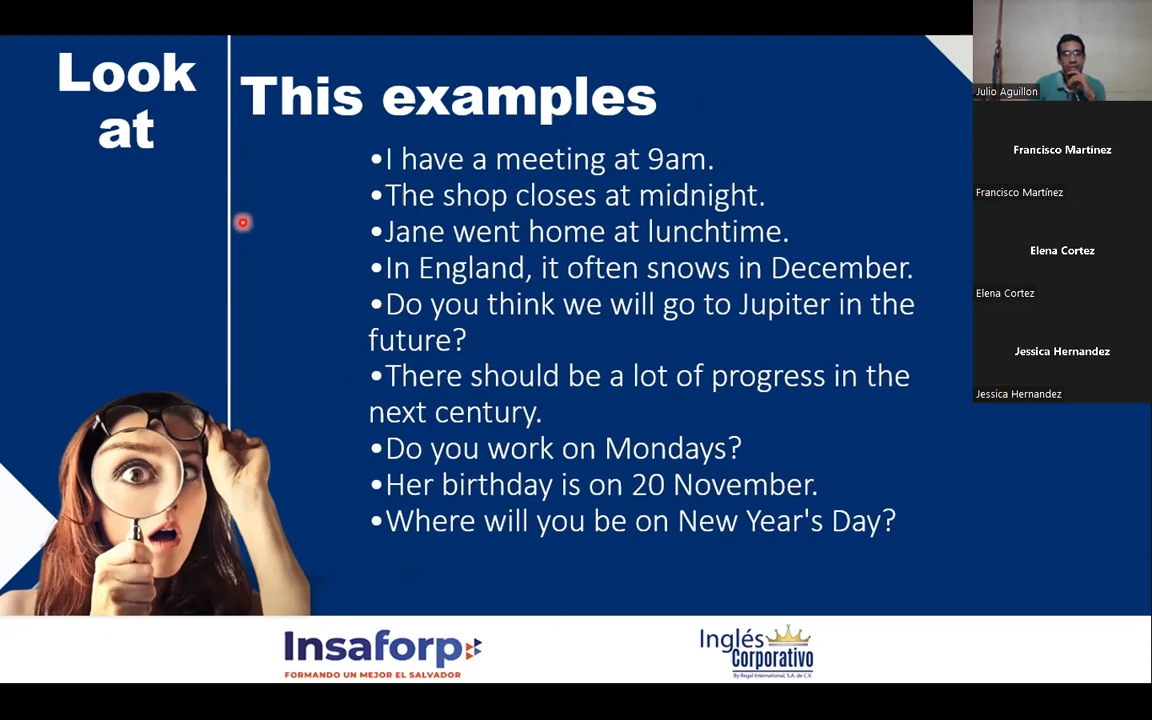 Look
at
This examples
•I have a meeting at 9am.
•The shop closes at midnight.
•Jane went home at lunchtime.
•In England, it often snows in December.
•Do you think we will go to Jupiter in the
future?
•There should be a lot of progress in the
next century.
•Do you work on Mondays?
•Her birthday is on 20 November.
•Where will you be on New Year's Day?
Insaforp
FORMANDO UN MEJOR EL SALVADOR
Inglés
Corporativo
By Regal International, S.A. de C.V.
Julio Aguillon
Francisco Martínez
Francisco Martínez
Elena Cortez
Elena Cortez
Jessica Hernandez
Jessica Hernandez